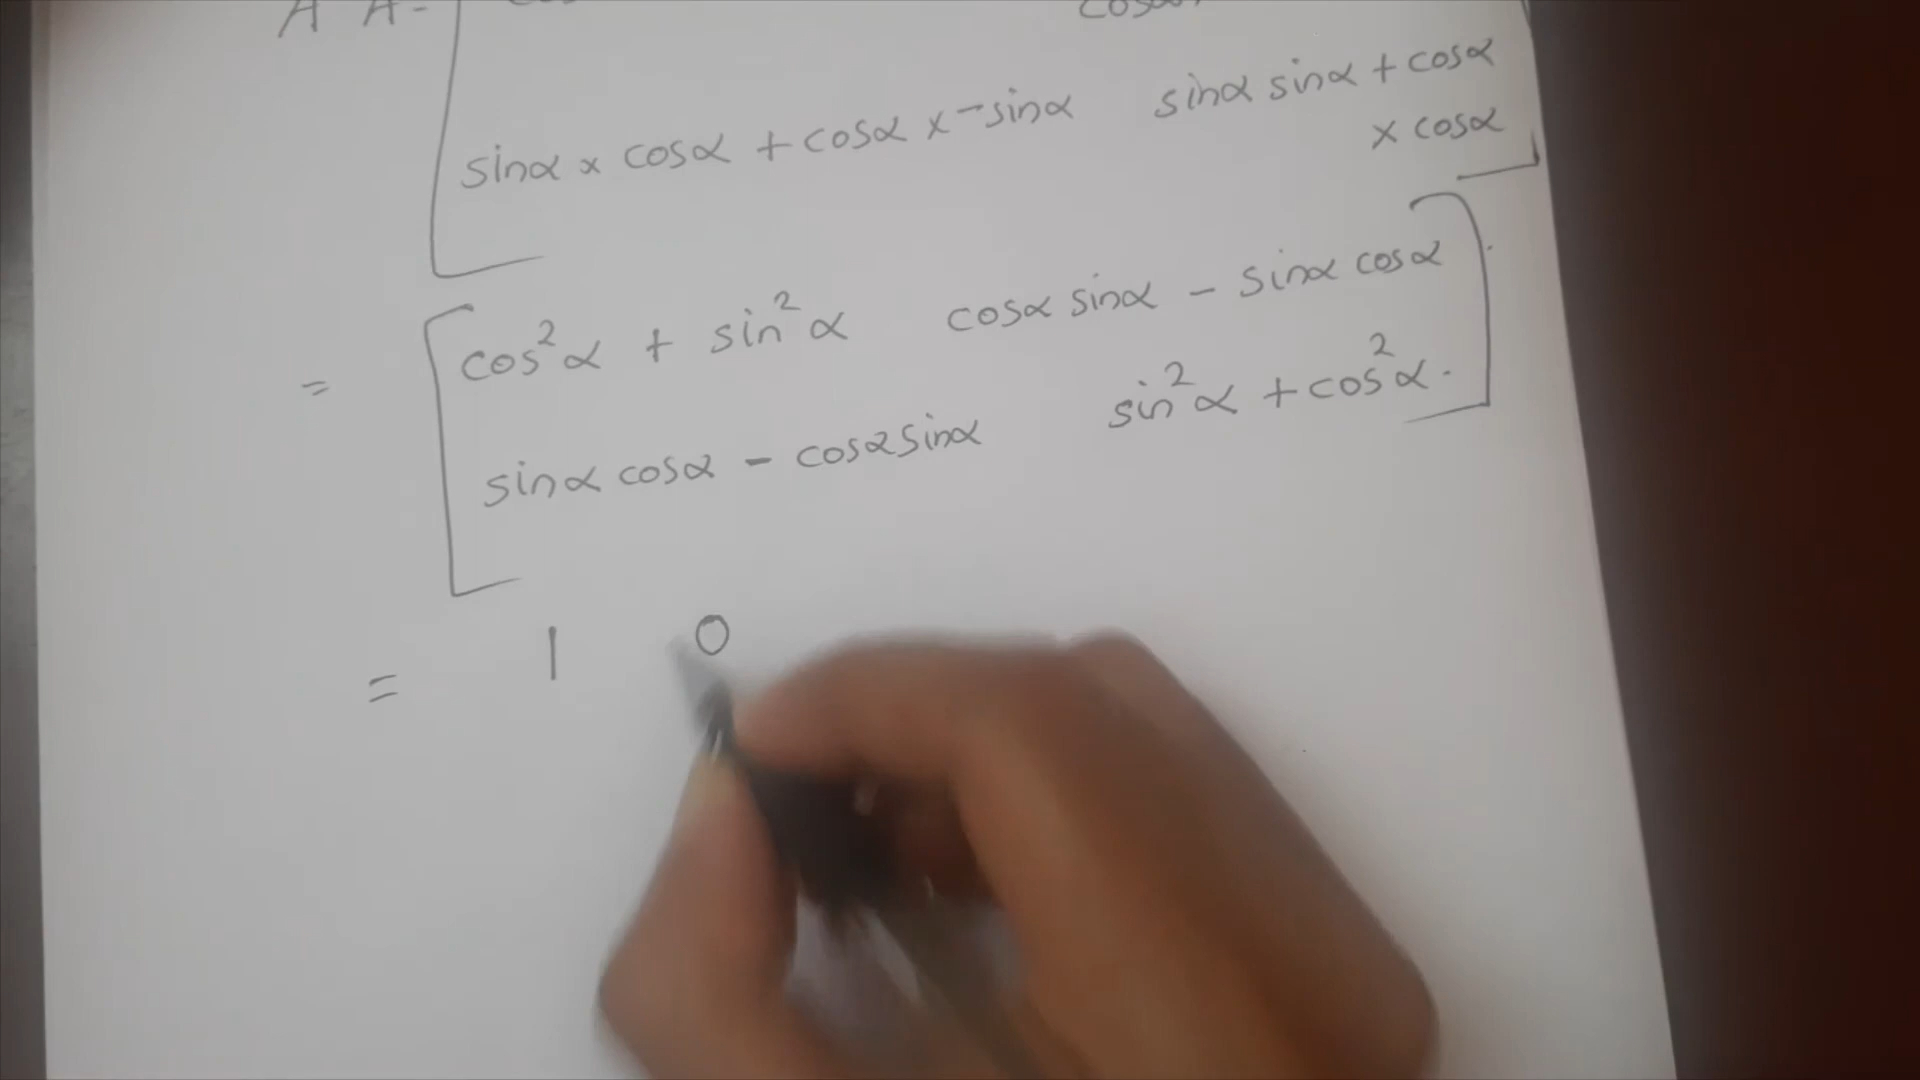 A A =
sinα × cosα + cosα × -sinα sinα sinα + cosα
× cosα
= cos²α + sin²α cosα sinα - sinα cosα
sinα cosα - cosα sinα sin²α + cos²α.
= 1 0